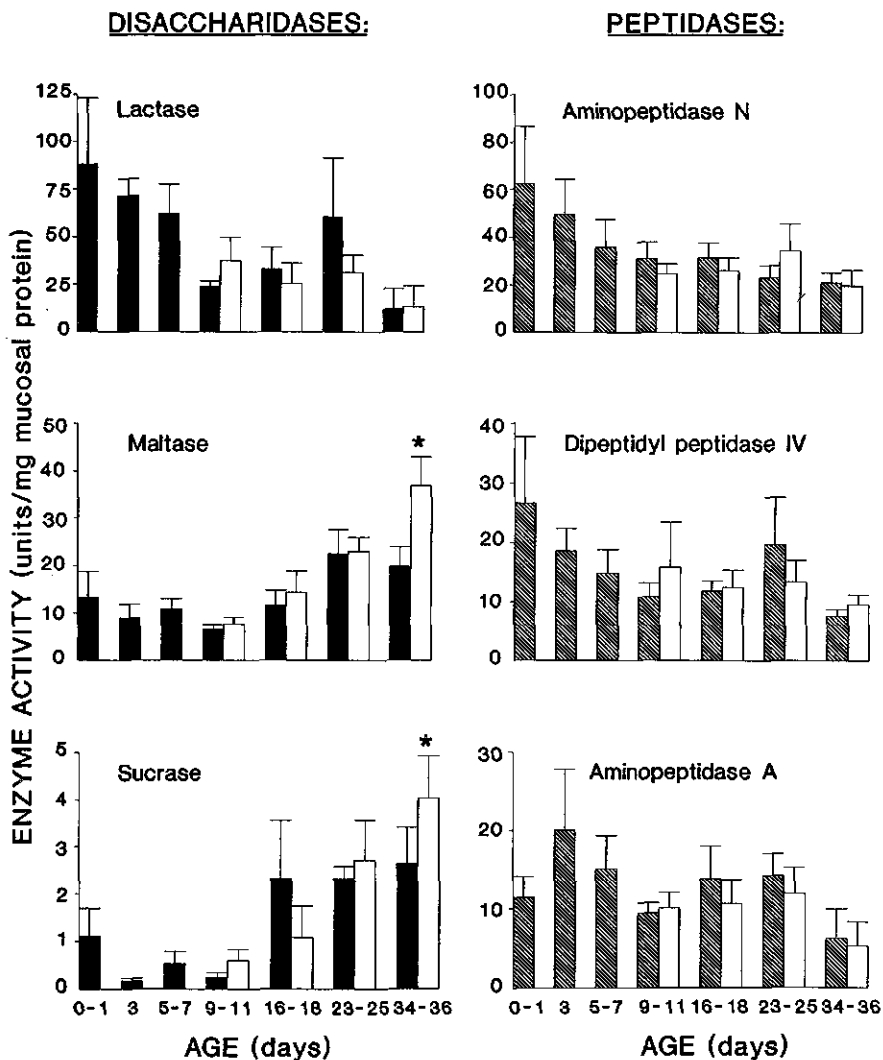 DISACCHARIDASES:
PEPTIDASES:
ENZYME ACTIVITY (units/mg mucosal protein)
Lactase
125
100
75
50
25
0
Aminopeptidase N
100
80
60
40
20
0
Maltase
50
40
30
20
10
0
*
Dipeptidyl peptidase IV
40
30
20
10
0
Sucrase
5
4
3
2
1
0
*
Aminopeptidase A
30
20
10
0
0-1 3 5-7 9-11 16-18 23-25 34-36
AGE (days)
0-1 3 5-7 9-11 16-18 23-25 34-36
AGE (days)